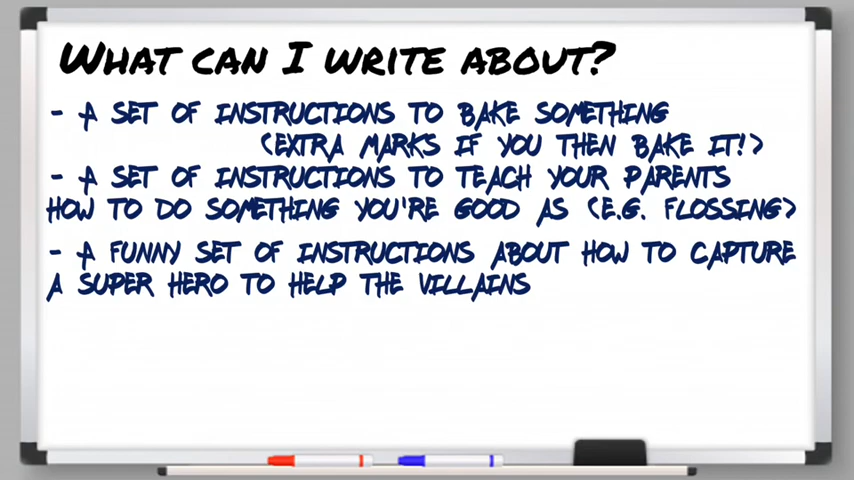 What can I write about?
- A set of instructions to bake something
(extra marks if you then bake it!)
- A set of instructions to teach your parents
how to do something you're good as (e.g. flossing)
- A funny set of instructions about how to capture
a super hero to help the villains